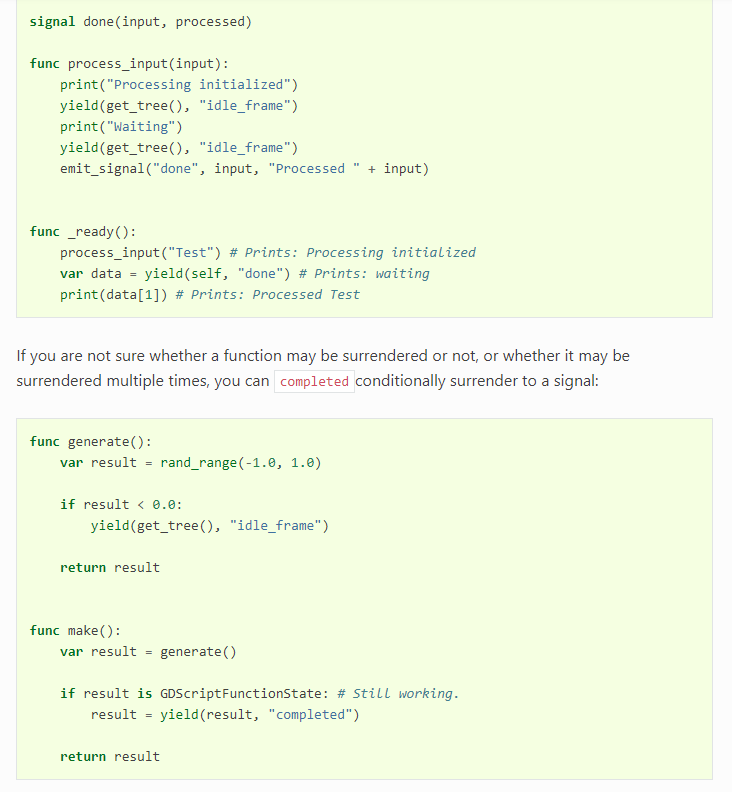 signal done(input, processed)
func process_input(input):
    print("Processing initialized")
    yield(get_tree(), "idle_frame")
    print("Waiting")
    yield(get_tree(), "idle_frame")
    emit_signal("done", input, "Processed " + input)
func _ready():
    process_input("Test") # Prints: Processing initialized
    var data = yield(self, "done") # Prints: waiting
    print(data[1]) # Prints: Processed Test
If you are not sure whether a function may be surrendered or not, or whether it may be
surrendered multiple times, you can completed conditionally surrender to a signal:
func generate():
    var result = rand_range(-1.0, 1.0)
    if result < 0.0:
        yield(get_tree(), "idle_frame")
    return result
func make():
    var result = generate()
    if result is GDScriptFunctionState: # Still working.
        result = yield(result, "completed")
    return result